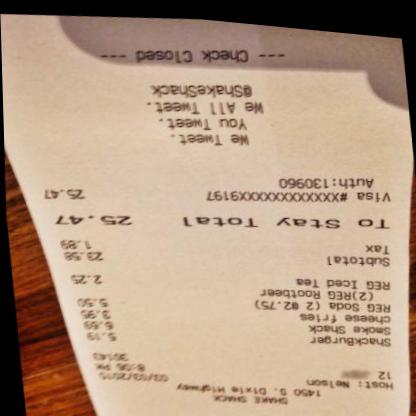 SHAKE SHACK
1450 S. Dixie Highway
Host: Nelson 03/03/2015
12 8:06 PM
30143
ShackBurger 5.19
Smoke Shack 6.69
cheese fries 3.95
REG Soda (2 @2.75) 5.50
(2)REG Rootbeer
REG Iced Tea 2.25
Subtotal 23.58
Tax 1.89
To Stay Total 25.47
Visa #XXXXXXXXXXXX9197 25.47
Auth:130960
We Tweet.
You Tweet.
We All Tweet.
@ShakeShack
--- Check Closed ---